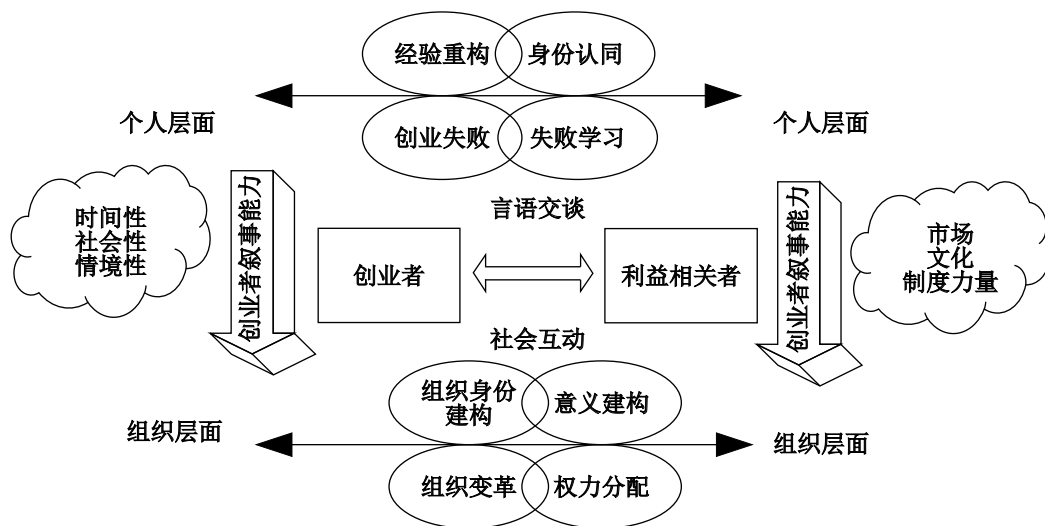 经验重构
身份认同
个人层面
个人层面
创业失败
失败学习
时间性
社会性
情境性
创业者叙事能力
言语交谈
创业者
利益相关者
社会互动
创业者叙事能力
市场
文化
制度力量
组织身份
建构
意义建构
组织层面
组织层面
组织变革
权力分配